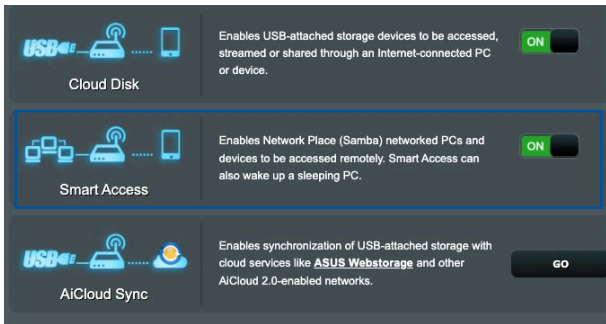 USB
Enables USB-attached storage devices to be accessed,
streamed or shared through an Internet-connected PC
or device.
ON
Cloud Disk
Enables Network Place (Samba) networked PCs and
devices to be accessed remotely. Smart Access can
also wake up a sleeping PC.
ON
Smart Access
USB
Enables synchronization of USB-attached storage with
cloud services like ASUS Webstorage and other
AiCloud 2.0-enabled networks.
GO
AiCloud Sync